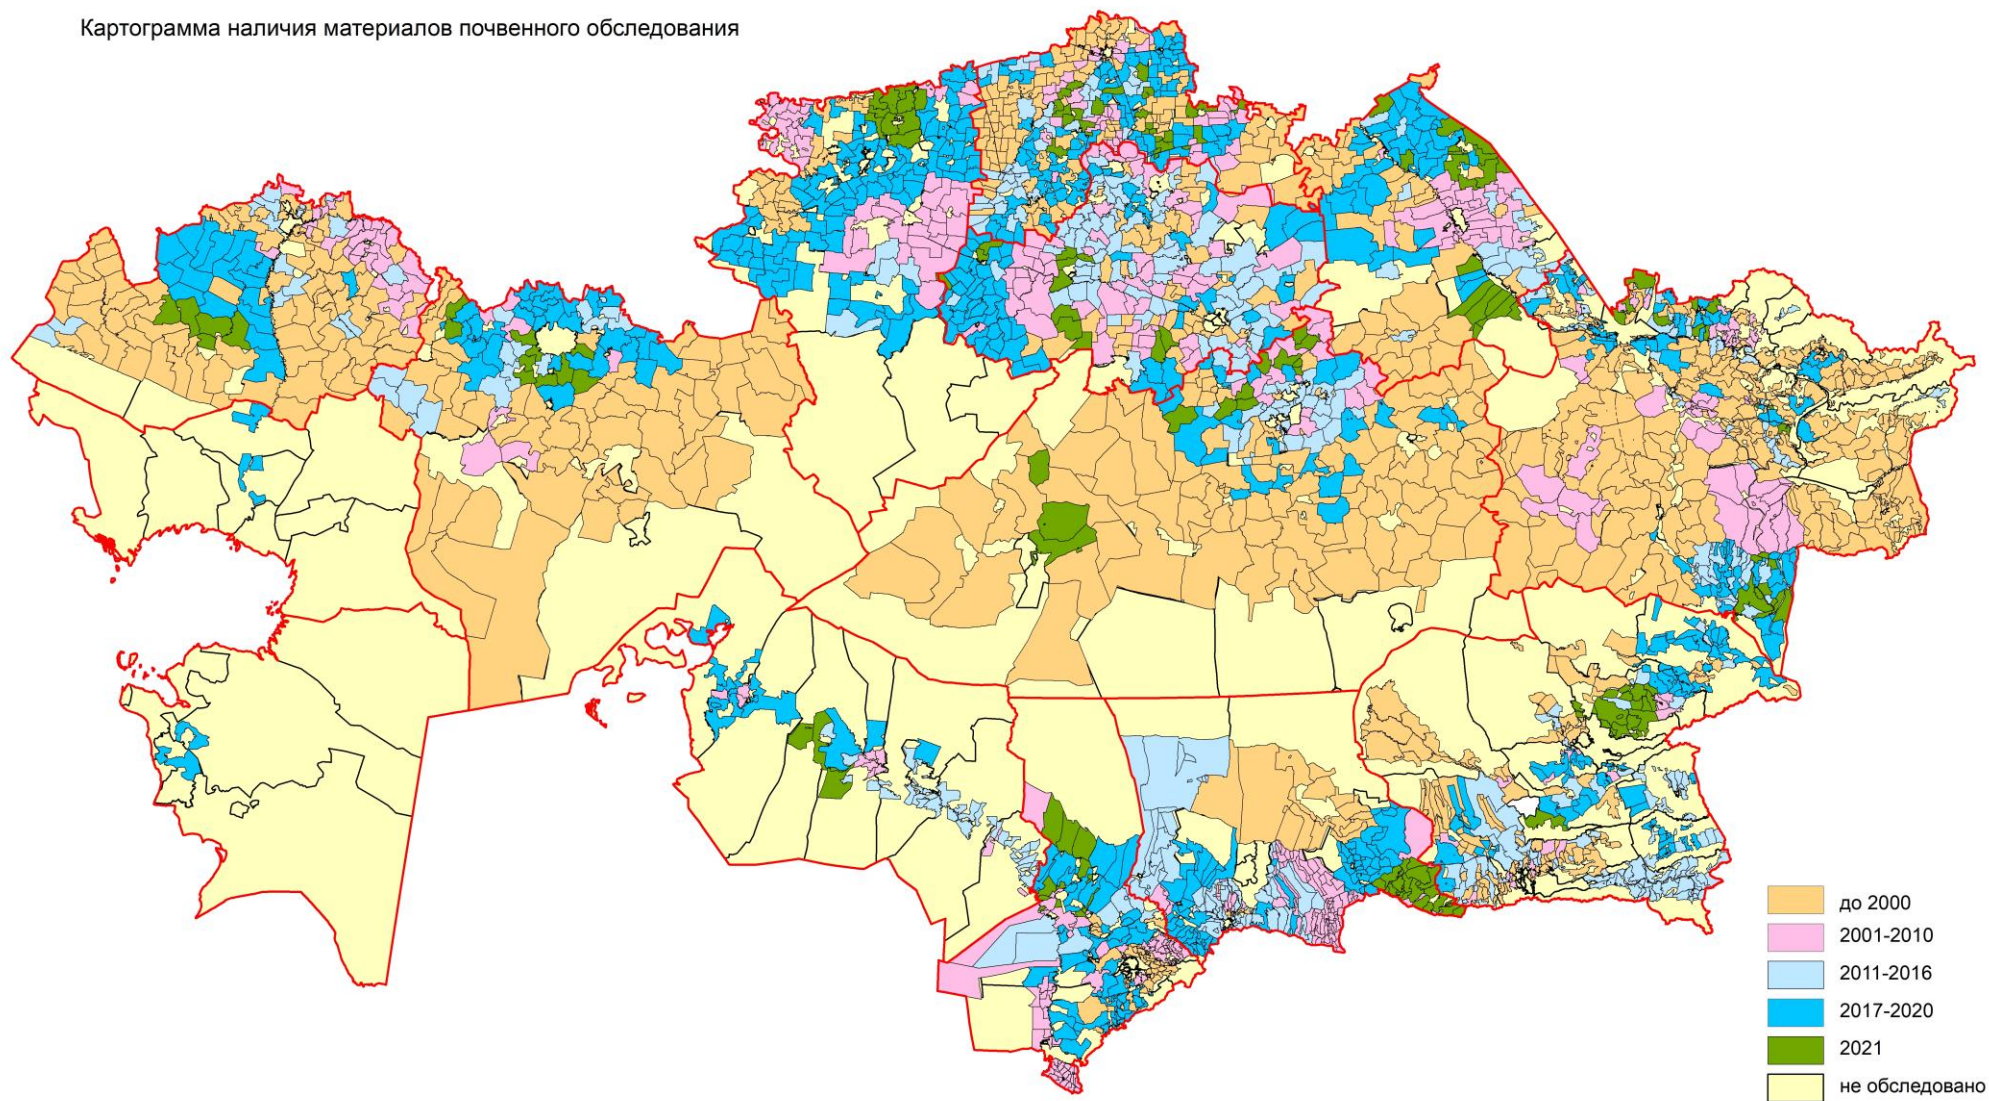 Картограмма наличия материалов почвенного обследования
до 2000
2001-2010
2011-2016
2017-2020
2021
не обследовано